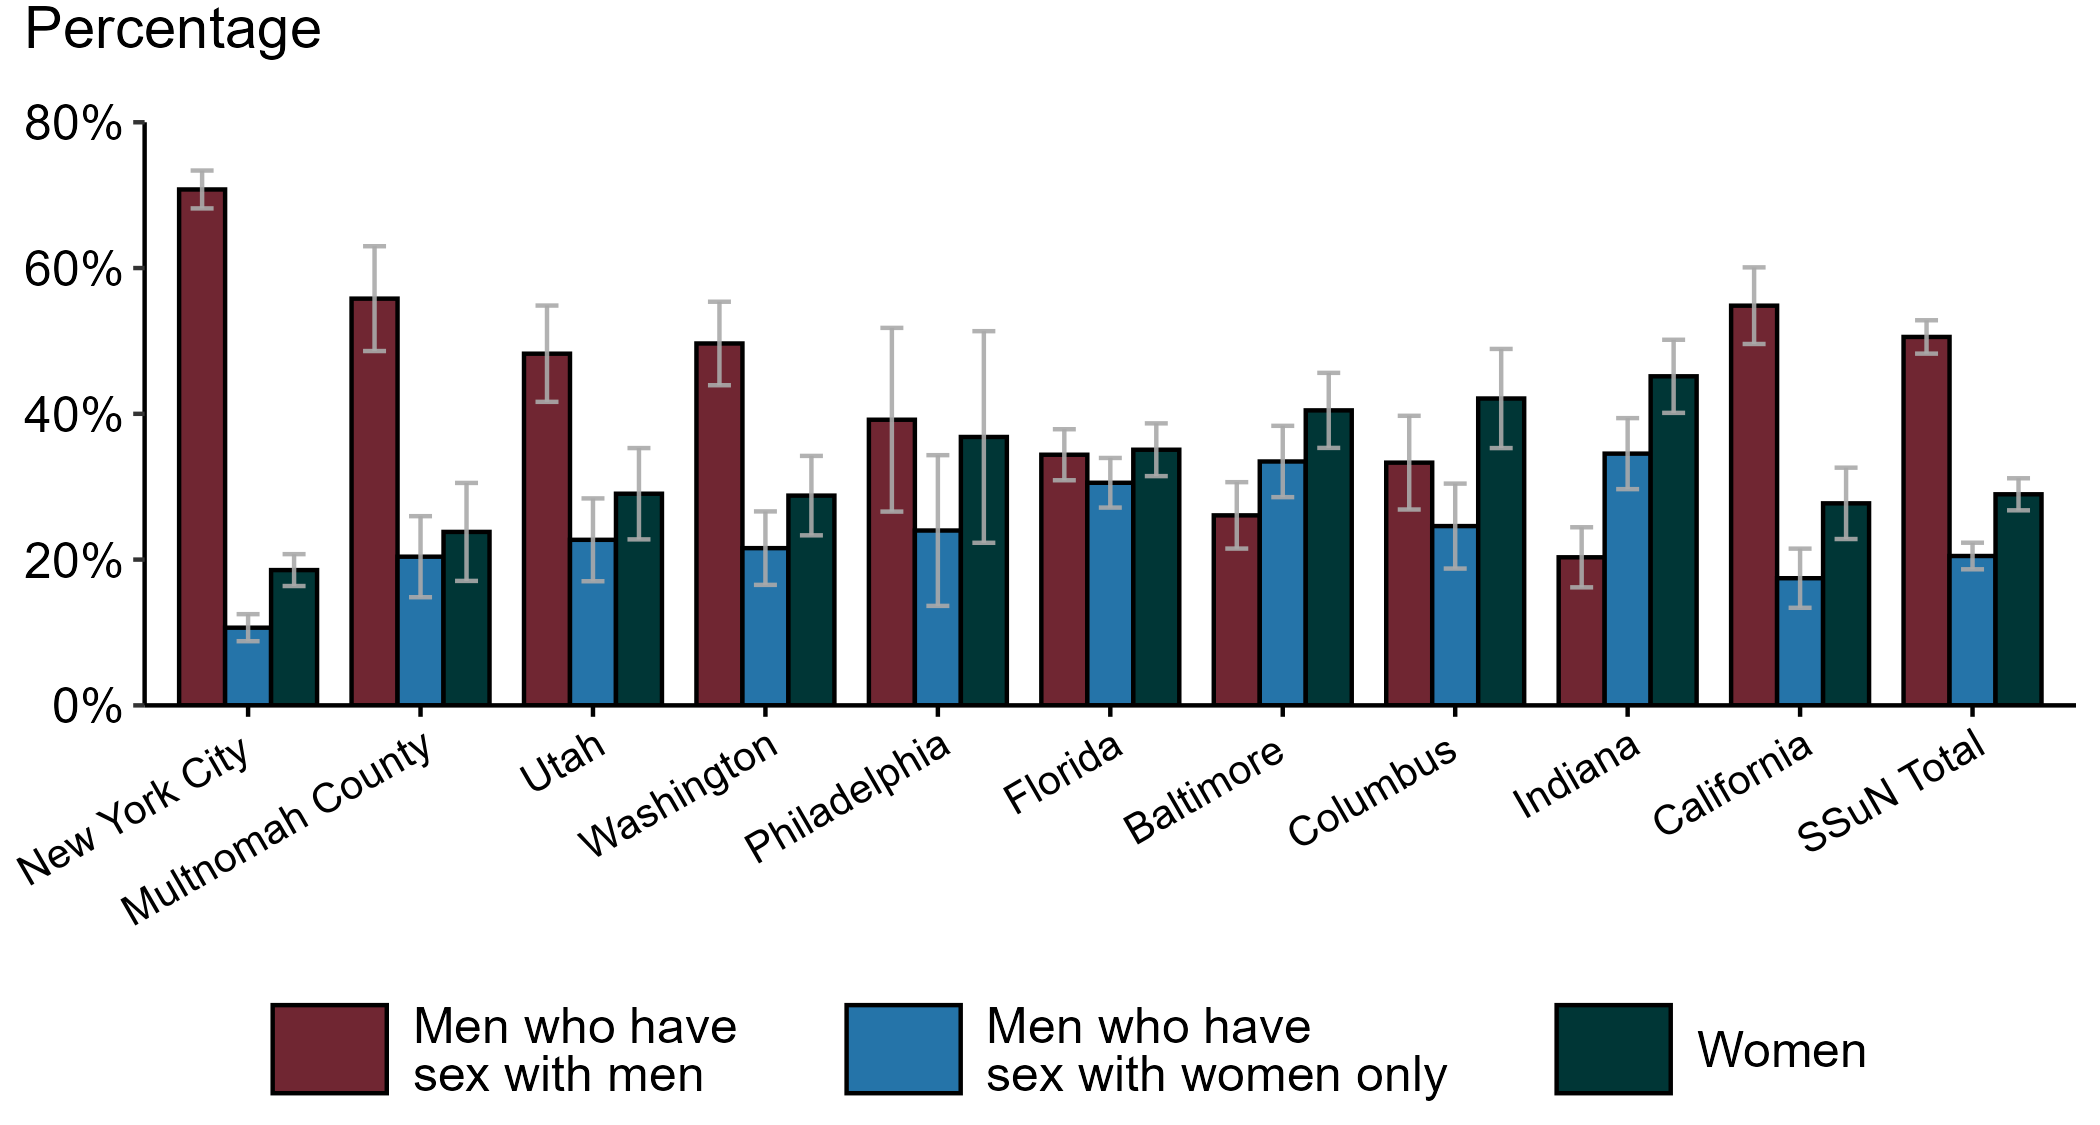 Percentage
80%
60%
40%
20%
0%
New York City
Multnomah County
Utah
Washington
Philadelphia
Florida
Baltimore
Columbus
Indiana
California
SSuN Total
Men who have
sex with men
Men who have
sex with women only
Women